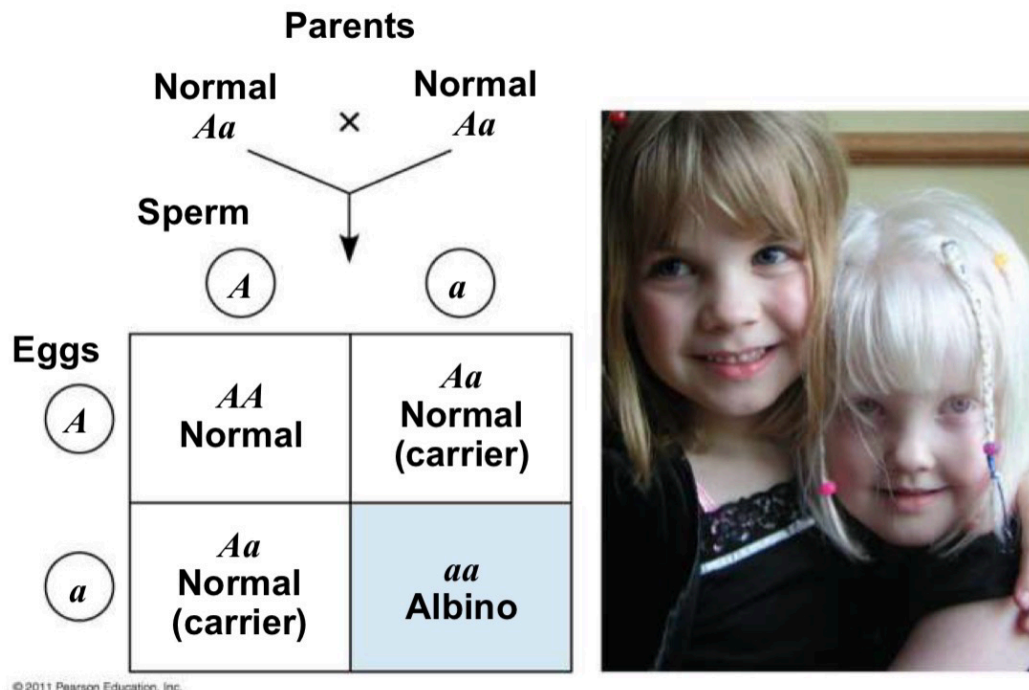 Parents
Normal Normal
Aa × Aa
Sperm
A a
Eggs
A
AA
Normal
Aa
Normal
(carrier)
a
Aa
Normal
(carrier)
aa
Albino
© 2011 Pearson Education, Inc.